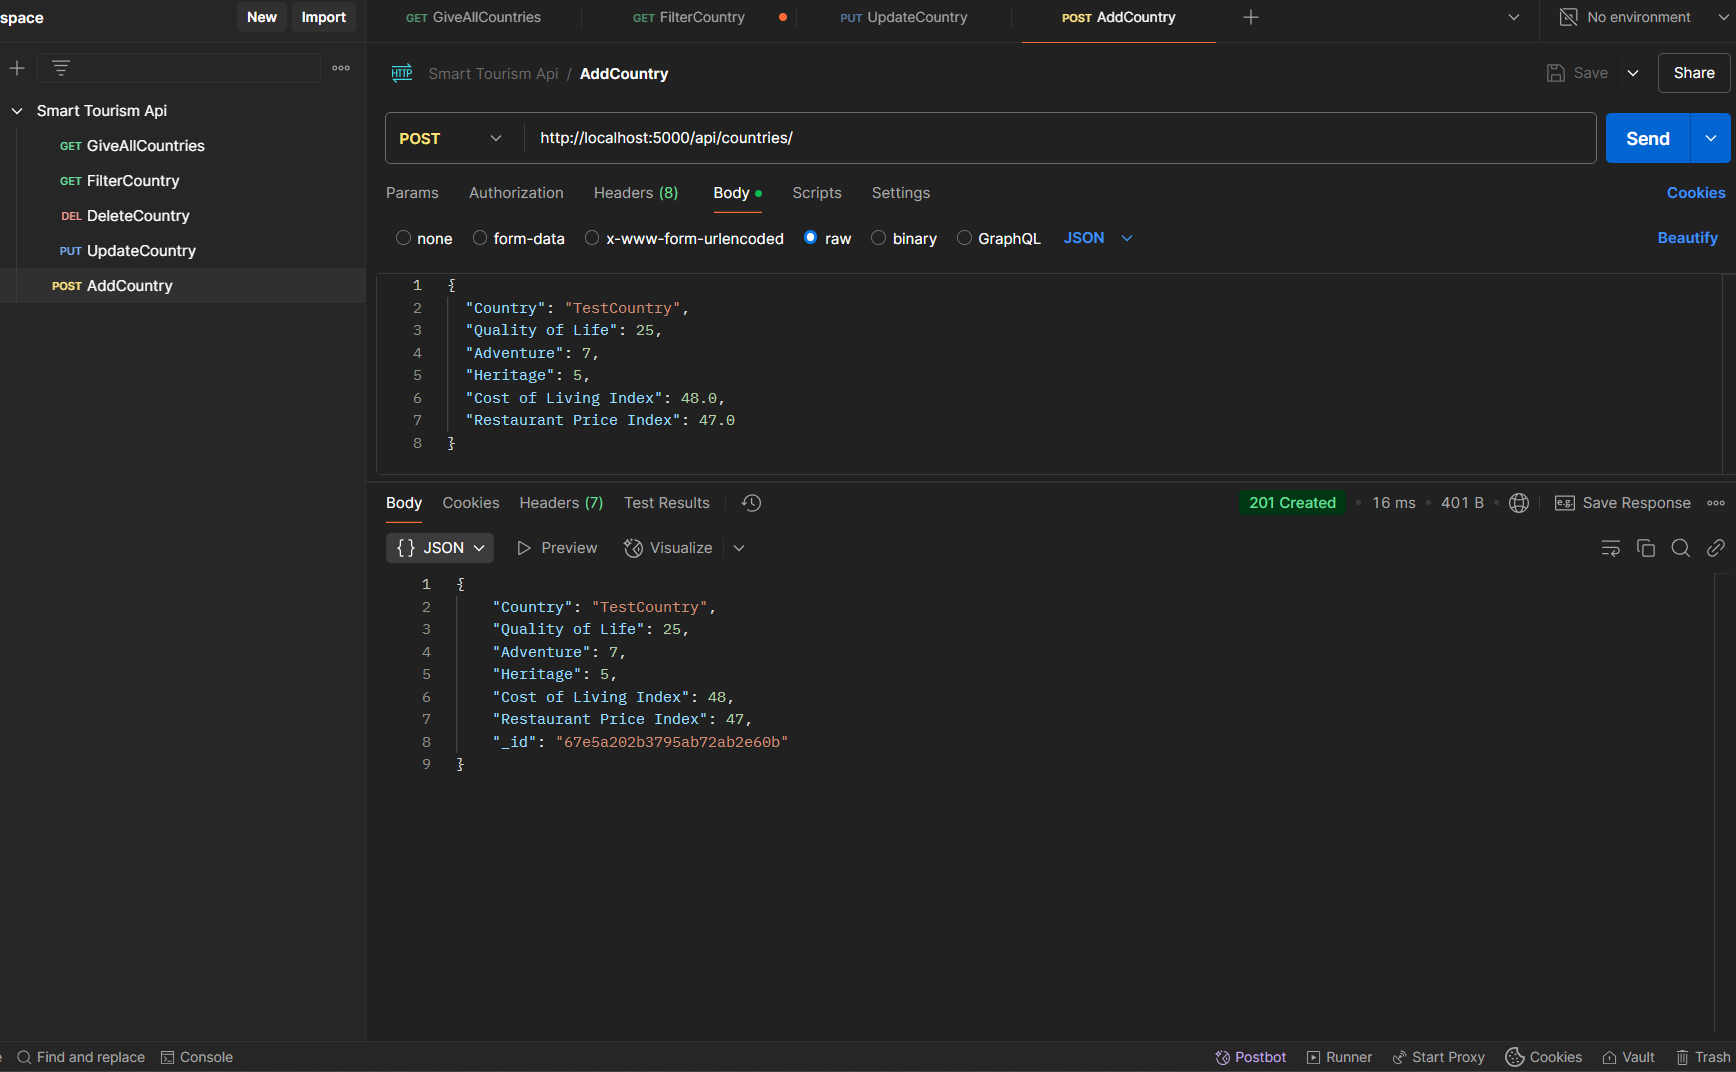 space
New
Import
GET GiveAllCountries
GET FilterCountry
PUT UpdateCountry
POST AddCountry
No environment
Smart Tourism Api
GET GiveAllCountries
GET FilterCountry
DEL DeleteCountry
PUT UpdateCountry
POST AddCountry
HTTP Smart Tourism Api / AddCountry
Save
Share
POST
http://localhost:5000/api/countries/
Send
Params
Authorization
Headers (8)
Body
Scripts
Settings
Cookies
none
form-data
x-www-form-urlencoded
raw
binary
GraphQL
JSON
Beautify
1 {
2 "Country": "TestCountry",
3 "Quality of Life": 25,
4 "Adventure": 7,
5 "Heritage": 5,
6 "Cost of Living Index": 48.0,
7 "Restaurant Price Index": 47.0
8 }
Body
Cookies
Headers (7)
Test Results
201 Created
16 ms
401 B
e.g. Save Response
{} JSON
Preview
Visualize
1 {
2 "Country": "TestCountry",
3 "Quality of Life": 25,
4 "Adventure": 7,
5 "Heritage": 5,
6 "Cost of Living Index": 48,
7 "Restaurant Price Index": 47,
8 "_id": "67e5a202b3795ab72ab2e60b"
9 }
Find and replace
Console
Postbot
Runner
Start Proxy
Cookies
Vault
Trash